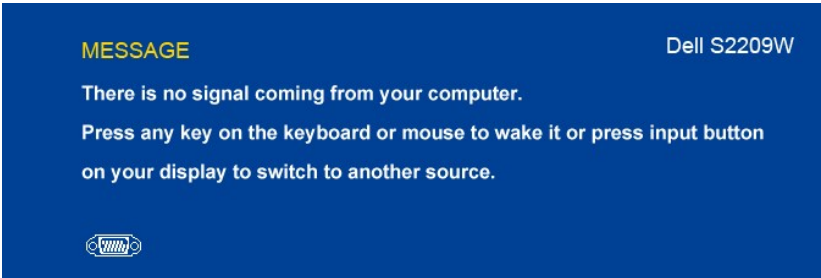 MESSAGE
Dell S2209W
There is no signal coming from your computer.
Press any key on the keyboard or mouse to wake it or press input button
on your display to switch to another source.